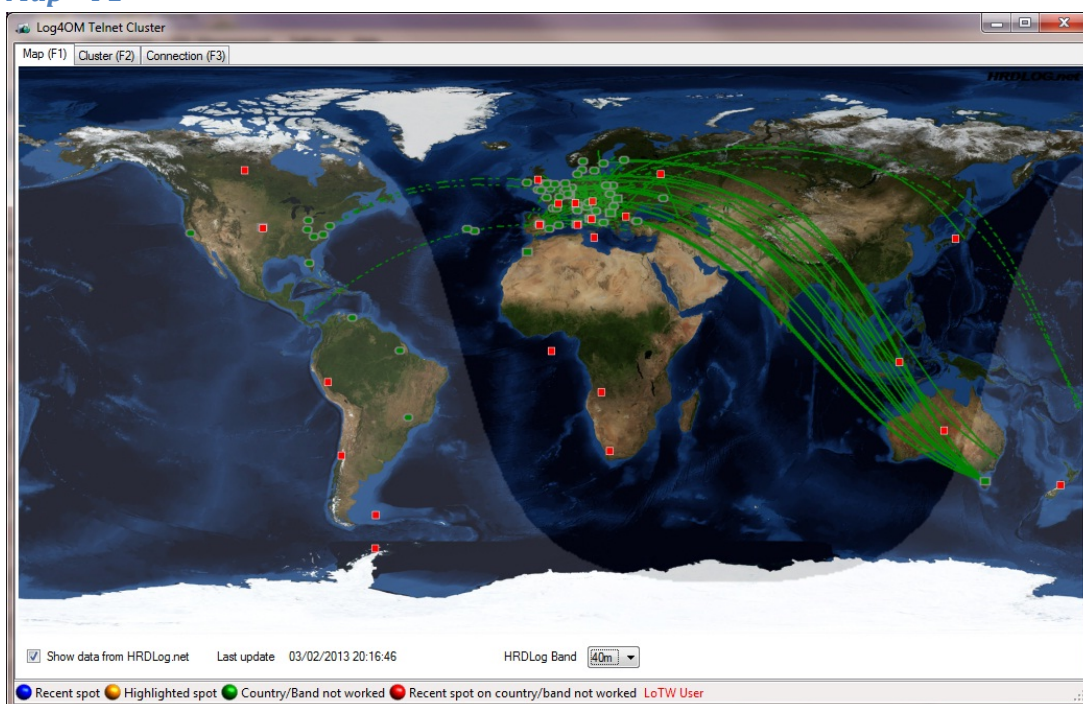 Log4OM Telnet Cluster
Map (F1) Cluster (F2) Connection (F3)
HRDLOG.net
Show data from HRDLog.net Last update 03/02/2013 20:16:46 HRDLog Band 40m
Recent spot Highlighted spot Country/Band not worked Recent spot on country/band not worked LoTW User